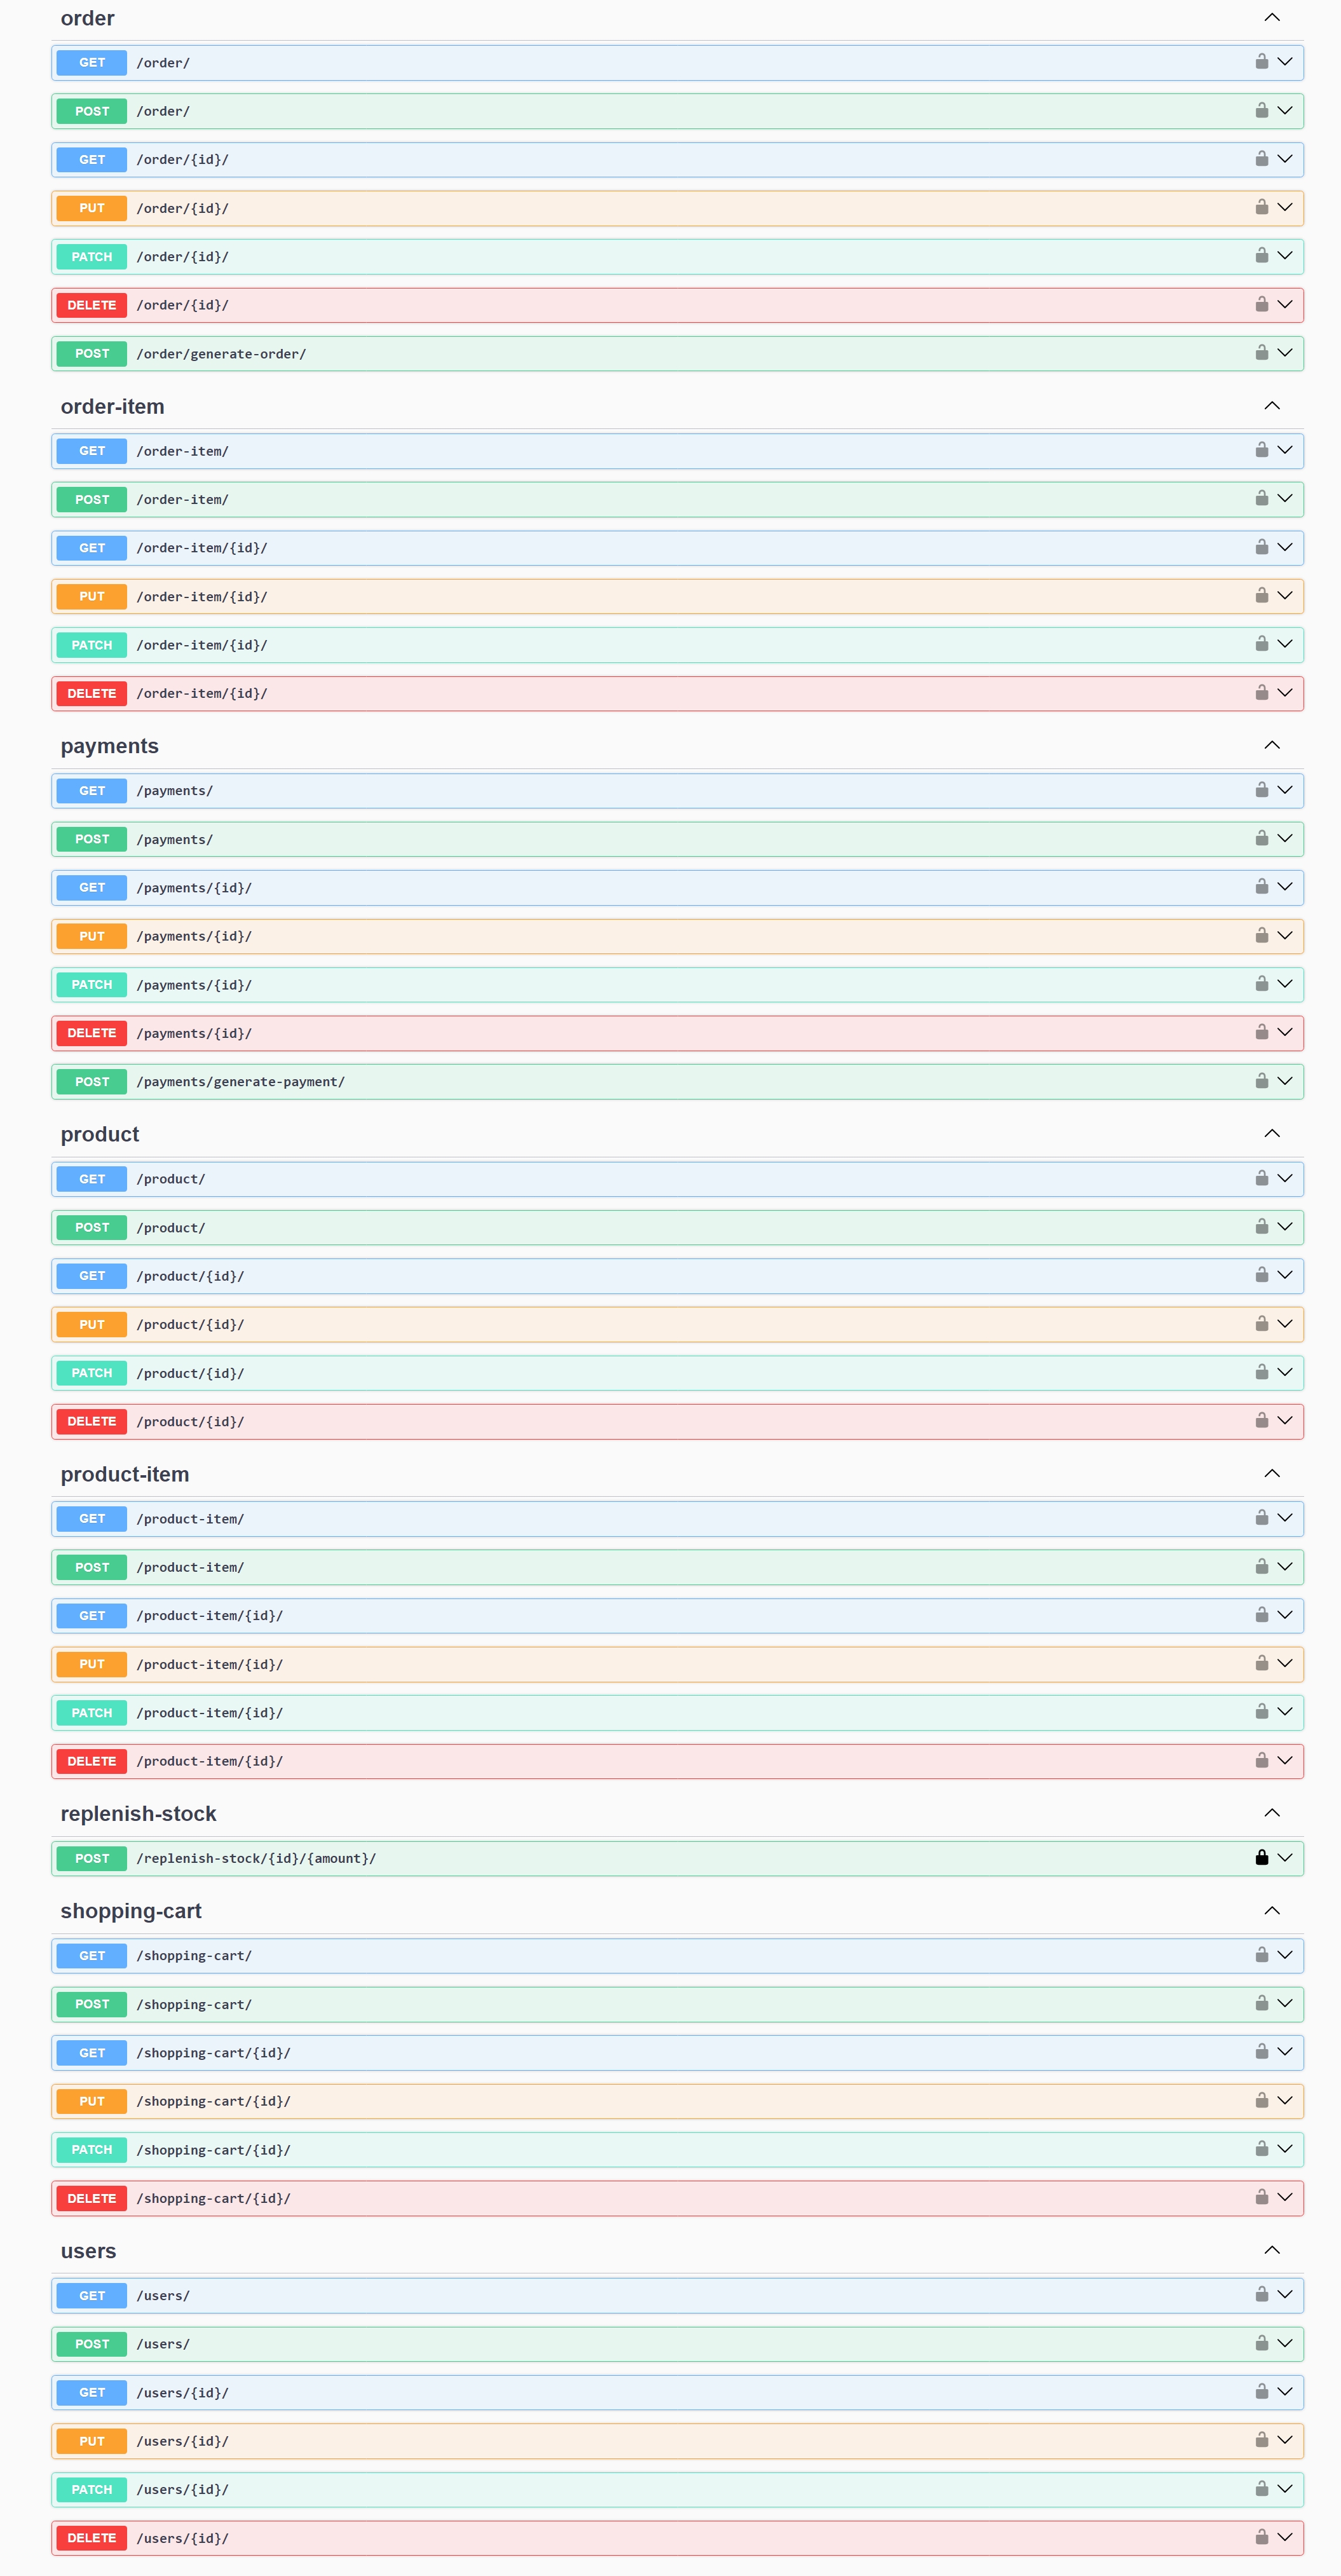 order
GET /order/
POST /order/
GET /order/{id}/
PUT /order/{id}/
PATCH /order/{id}/
DELETE /order/{id}/
POST /order/generate-order/
order-item
GET /order-item/
POST /order-item/
GET /order-item/{id}/
PUT /order-item/{id}/
PATCH /order-item/{id}/
DELETE /order-item/{id}/
payments
GET /payments/
POST /payments/
GET /payments/{id}/
PUT /payments/{id}/
PATCH /payments/{id}/
DELETE /payments/{id}/
POST /payments/generate-payment/
product
GET /product/
POST /product/
GET /product/{id}/
PUT /product/{id}/
PATCH /product/{id}/
DELETE /product/{id}/
product-item
GET /product-item/
POST /product-item/
GET /product-item/{id}/
PUT /product-item/{id}/
PATCH /product-item/{id}/
DELETE /product-item/{id}/
replenish-stock
POST /replenish-stock/{id}/{amount}/
shopping-cart
GET /shopping-cart/
POST /shopping-cart/
GET /shopping-cart/{id}/
PUT /shopping-cart/{id}/
PATCH /shopping-cart/{id}/
DELETE /shopping-cart/{id}/
users
GET /users/
POST /users/
GET /users/{id}/
PUT /users/{id}/
PATCH /users/{id}/
DELETE /users/{id}/